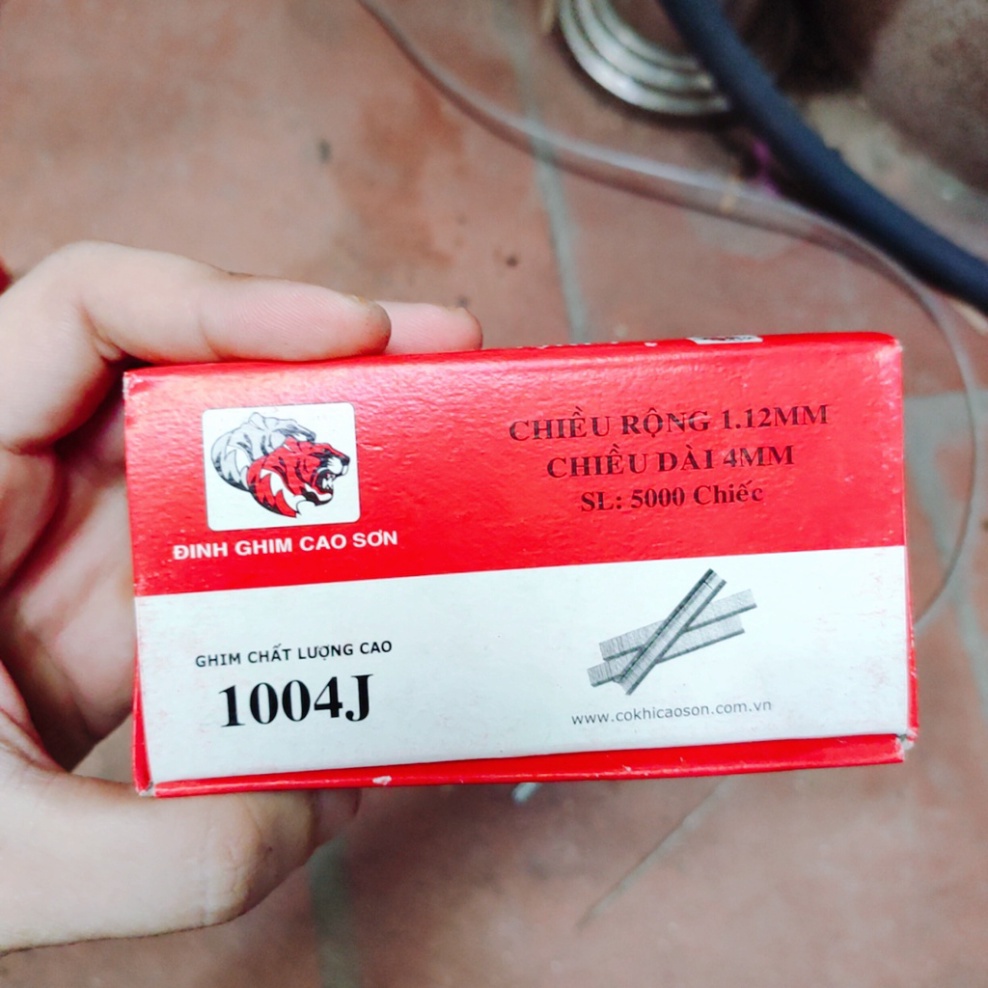 CHIỀU RỘNG 1.12MM
CHIỀU DÀI 4MM
SL: 5000 Chiếc
ĐINH GHIM CAO SƠN
GHIM CHẤT LƯỢNG CAO
1004J
www.cokhicaoson.com.vn